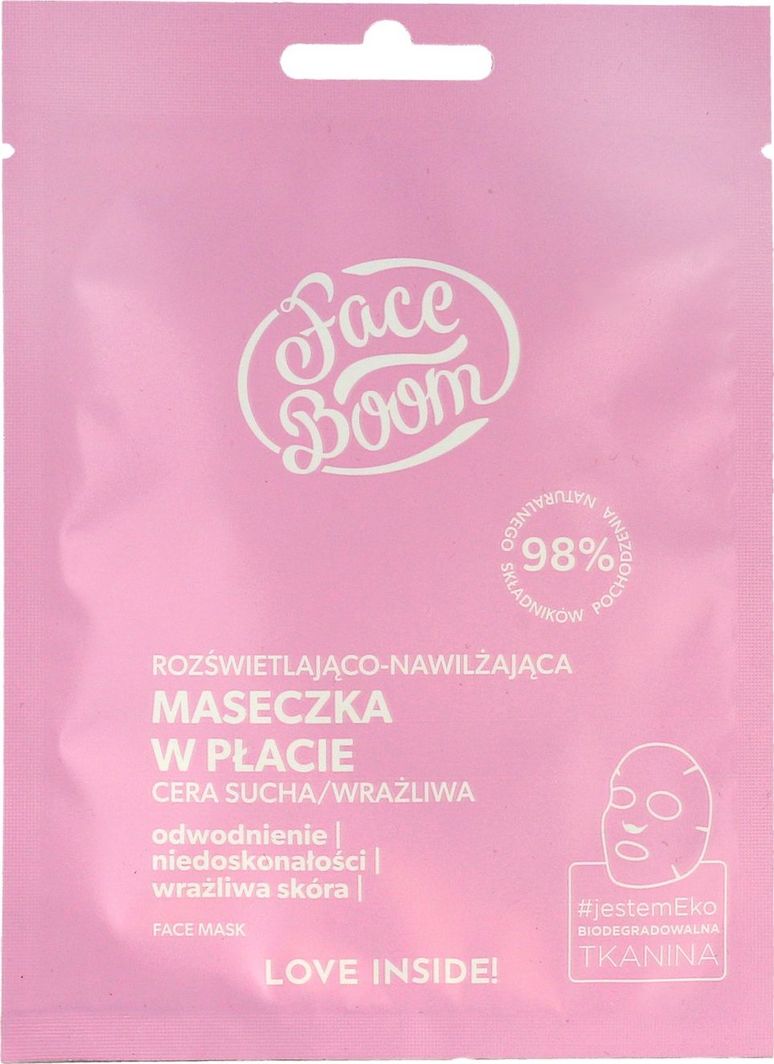 Face
Boom
98%
SKŁADNIKÓW POCHODZENIA NATURALNEGO
ROZŚWIETLAJĄCO-NAWILŻAJĄCA
MASECZKA
W PŁACIE
CERA SUCHA/WRAŻLIWA
odwodnienie |
niedoskonałości |
wrażliwa skóra |
FACE MASK
#jestemEko
BIODEGRADOWALNA
TKANINA
LOVE INSIDE!